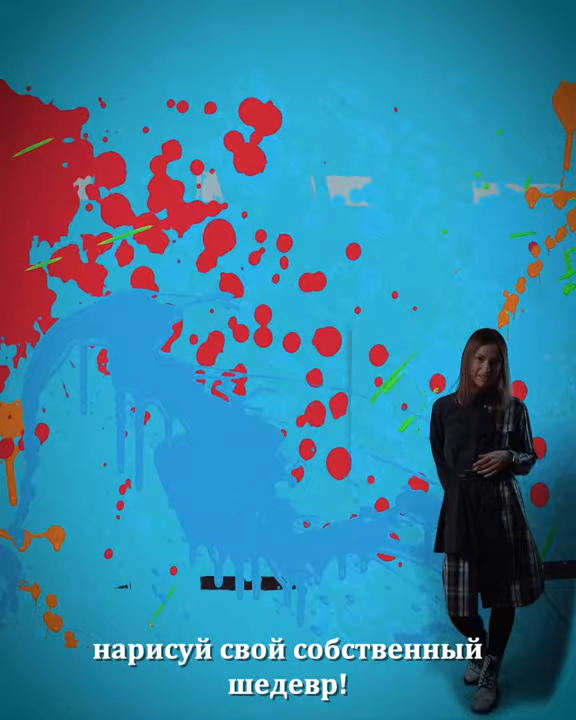 нарисуй свой собственный
шедевр!